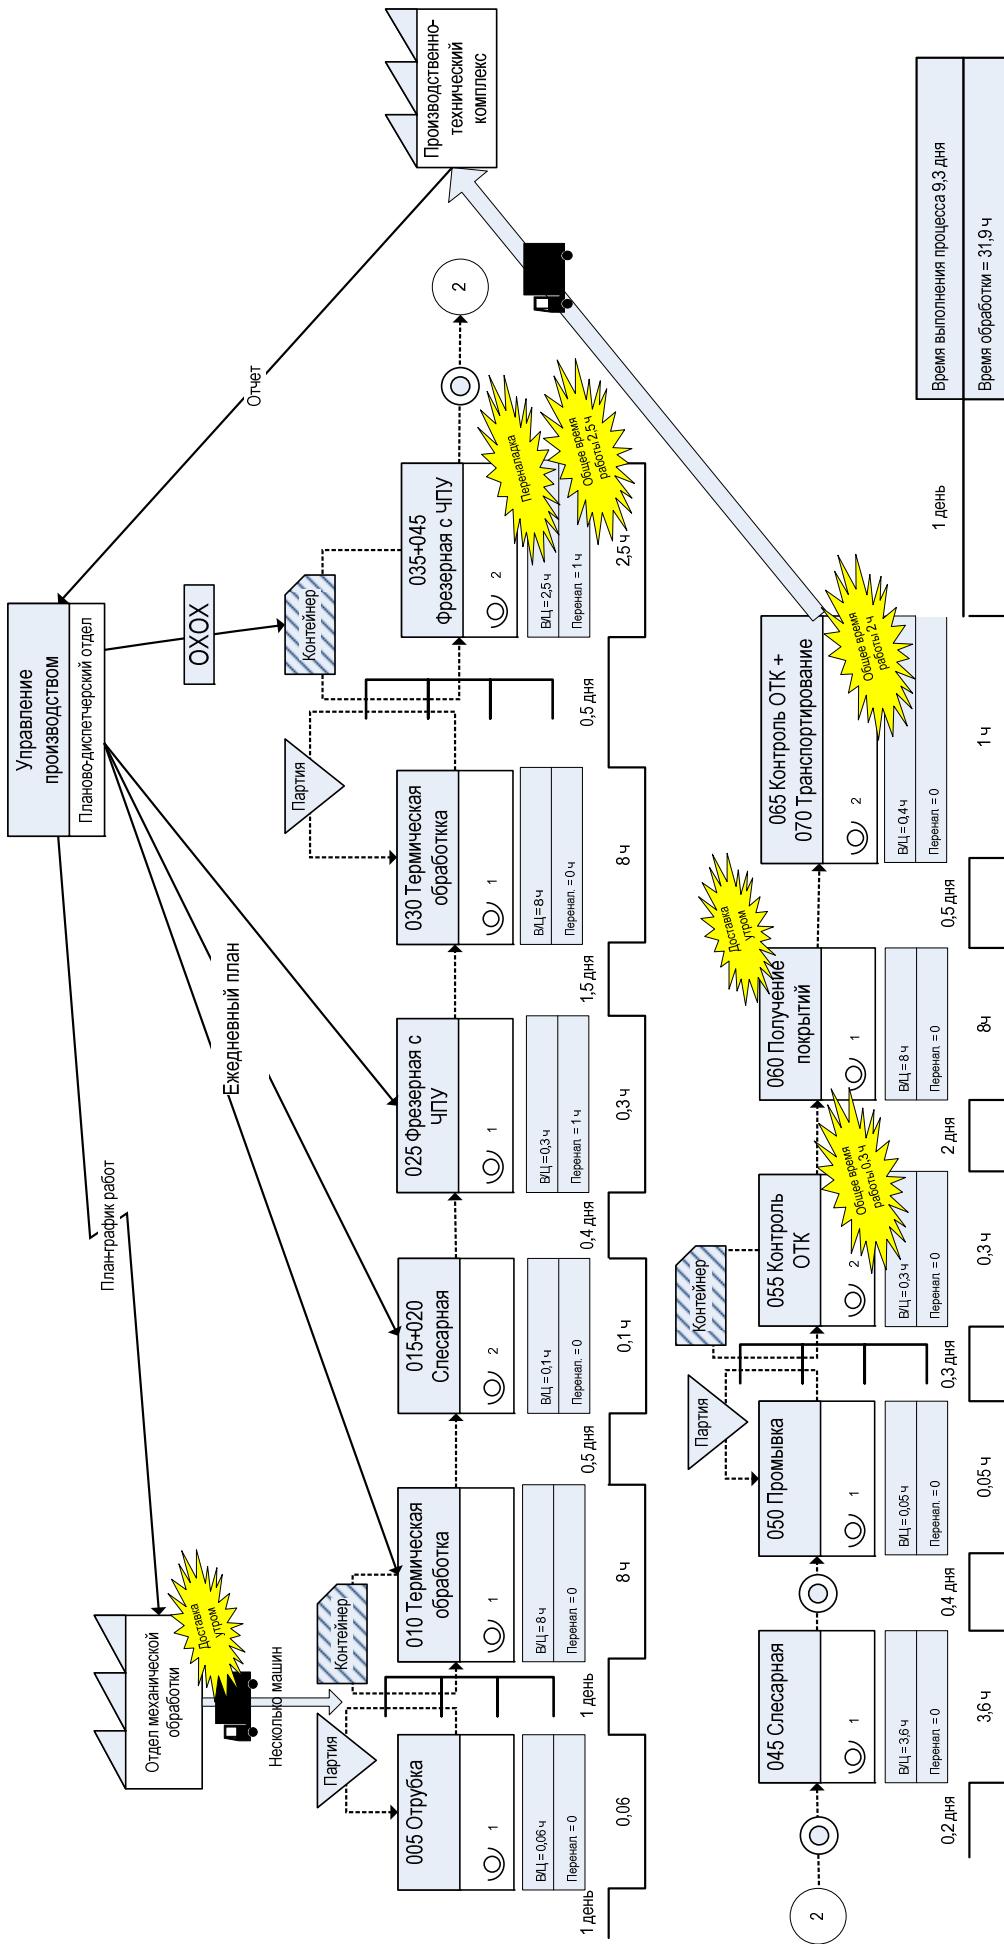 Управление
производством
Планово-диспетчерский отдел
Производственно-
технический
комплекс
Отчет
ОХОХ
План-график работ
Ежедневный план
Отдел механической
обработки
Доставка
утром
Несколько машин
Партия
Контейнер
Партия
Контейнер
005 Отрубка
1
В/Ц = 0,06 ч
Перенал. = 0
010 Термическая
обработка
1
В/Ц = 8 ч
Перенал. = 0
015+020
Слесарная
2
В/Ц = 0,1 ч
Перенал. = 0
025 Фрезерная с
ЧПУ
1
В/Ц = 0,3 ч
Перенал. = 1 ч
030 Термическая
обработкка
1
В/Ц = 8 ч
Перенал. = 0 ч
035+045
Фрезерная с ЧПУ
2
В/Ц = 2,5 ч
Перенал. = 1 ч
Переналадка
Общее время
работы 2,5 ч
2
1 день
0,06
1 день
8 ч
0,5 дня
0,1 ч
0,4 дня
0,3 ч
1,5 дня
8 ч
0,5 дня
2,5 ч
2
045 Слесарная
1
В/Ц = 3,6 ч
Перенал. = 0
Партия
Контейнер
050 Промывка
1
В/Ц = 0,05 ч
Перенал. = 0
055 Контроль
ОТК
2
В/Ц = 0,3 ч
Перенал. = 0
Общее время
работы 0,3 ч
060 Получение
покрытий
1
В/Ц = 8 ч
Перенал. = 0
Доставка
утром
065 Контроль ОТК +
070 Транспортирование
2
В/Ц = 0,4 ч
Перенал. = 0
Общее время
работы 2 ч
0,2 дня
3,6 ч
0,4 дня
0,05 ч
0,3 дня
0,3 ч
2 дня
8ч
0,5 дня
1 ч
1 день
Время выполнения процесса 9,3 дня
Время обработки = 31,9 ч